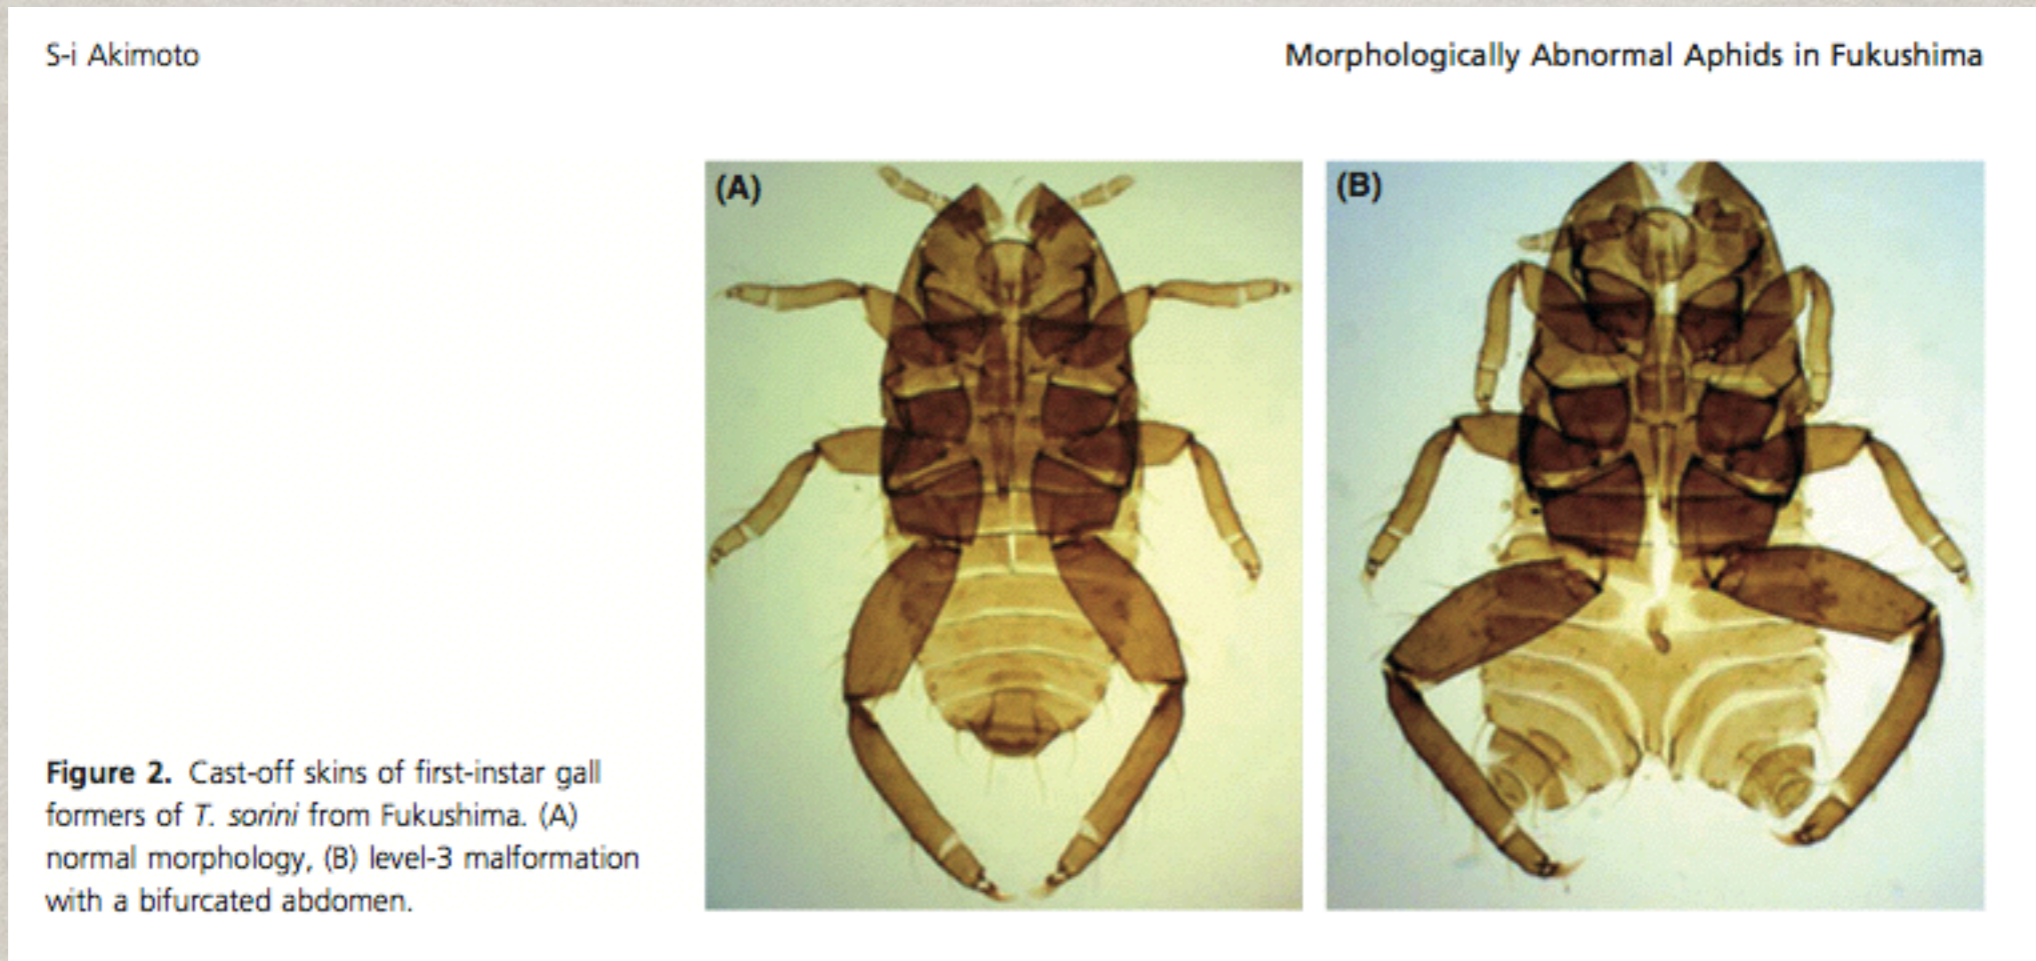 S-i Akimoto
Morphologically Abnormal Aphids in Fukushima
(A)
(B)
Figure 2. Cast-off skins of first-instar gall
formers of T. sorini from Fukushima. (A)
normal morphology, (B) level-3 malformation
with a bifurcated abdomen.